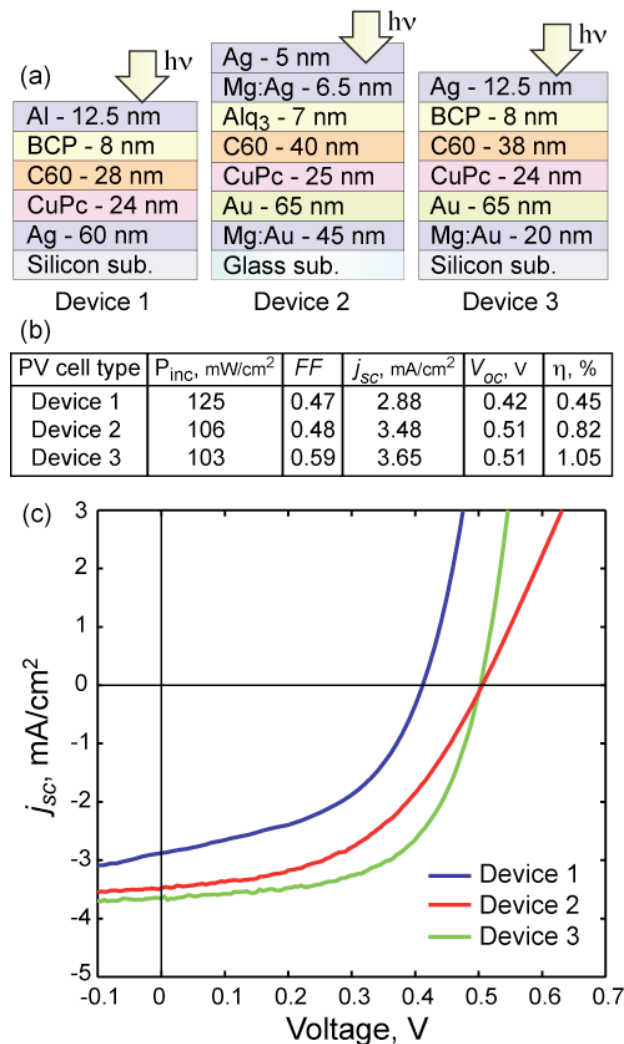 (a)
hν
Al - 12.5 nm
BCP - 8 nm
C60 - 28 nm
CuPc - 24 nm
Ag - 60 nm
Silicon sub.
Device 1
hν
Ag - 5 nm
Mg:Ag - 6.5 nm
Alq₃ - 7 nm
C60 - 40 nm
CuPc - 25 nm
Au - 65 nm
Mg:Au - 45 nm
Glass sub.
Device 2
hν
Ag - 12.5 nm
BCP - 8 nm
C60 - 38 nm
CuPc - 24 nm
Au - 65 nm
Mg:Au - 20 nm
Silicon sub.
Device 3
(b)
PV cell type P_inc, mW/cm² FF j_sc, mA/cm² V_oc, V η, %
Device 1 125 0.47 2.88 0.42 0.45
Device 2 106 0.48 3.48 0.51 0.82
Device 3 103 0.59 3.65 0.51 1.05
(c)
j_sc, mA/cm²
3
2
1
0
-1
-2
-3
-4
-5
Device 1
Device 2
Device 3
-0.1 0 0.1 0.2 0.3 0.4 0.5 0.6 0.7
Voltage, V